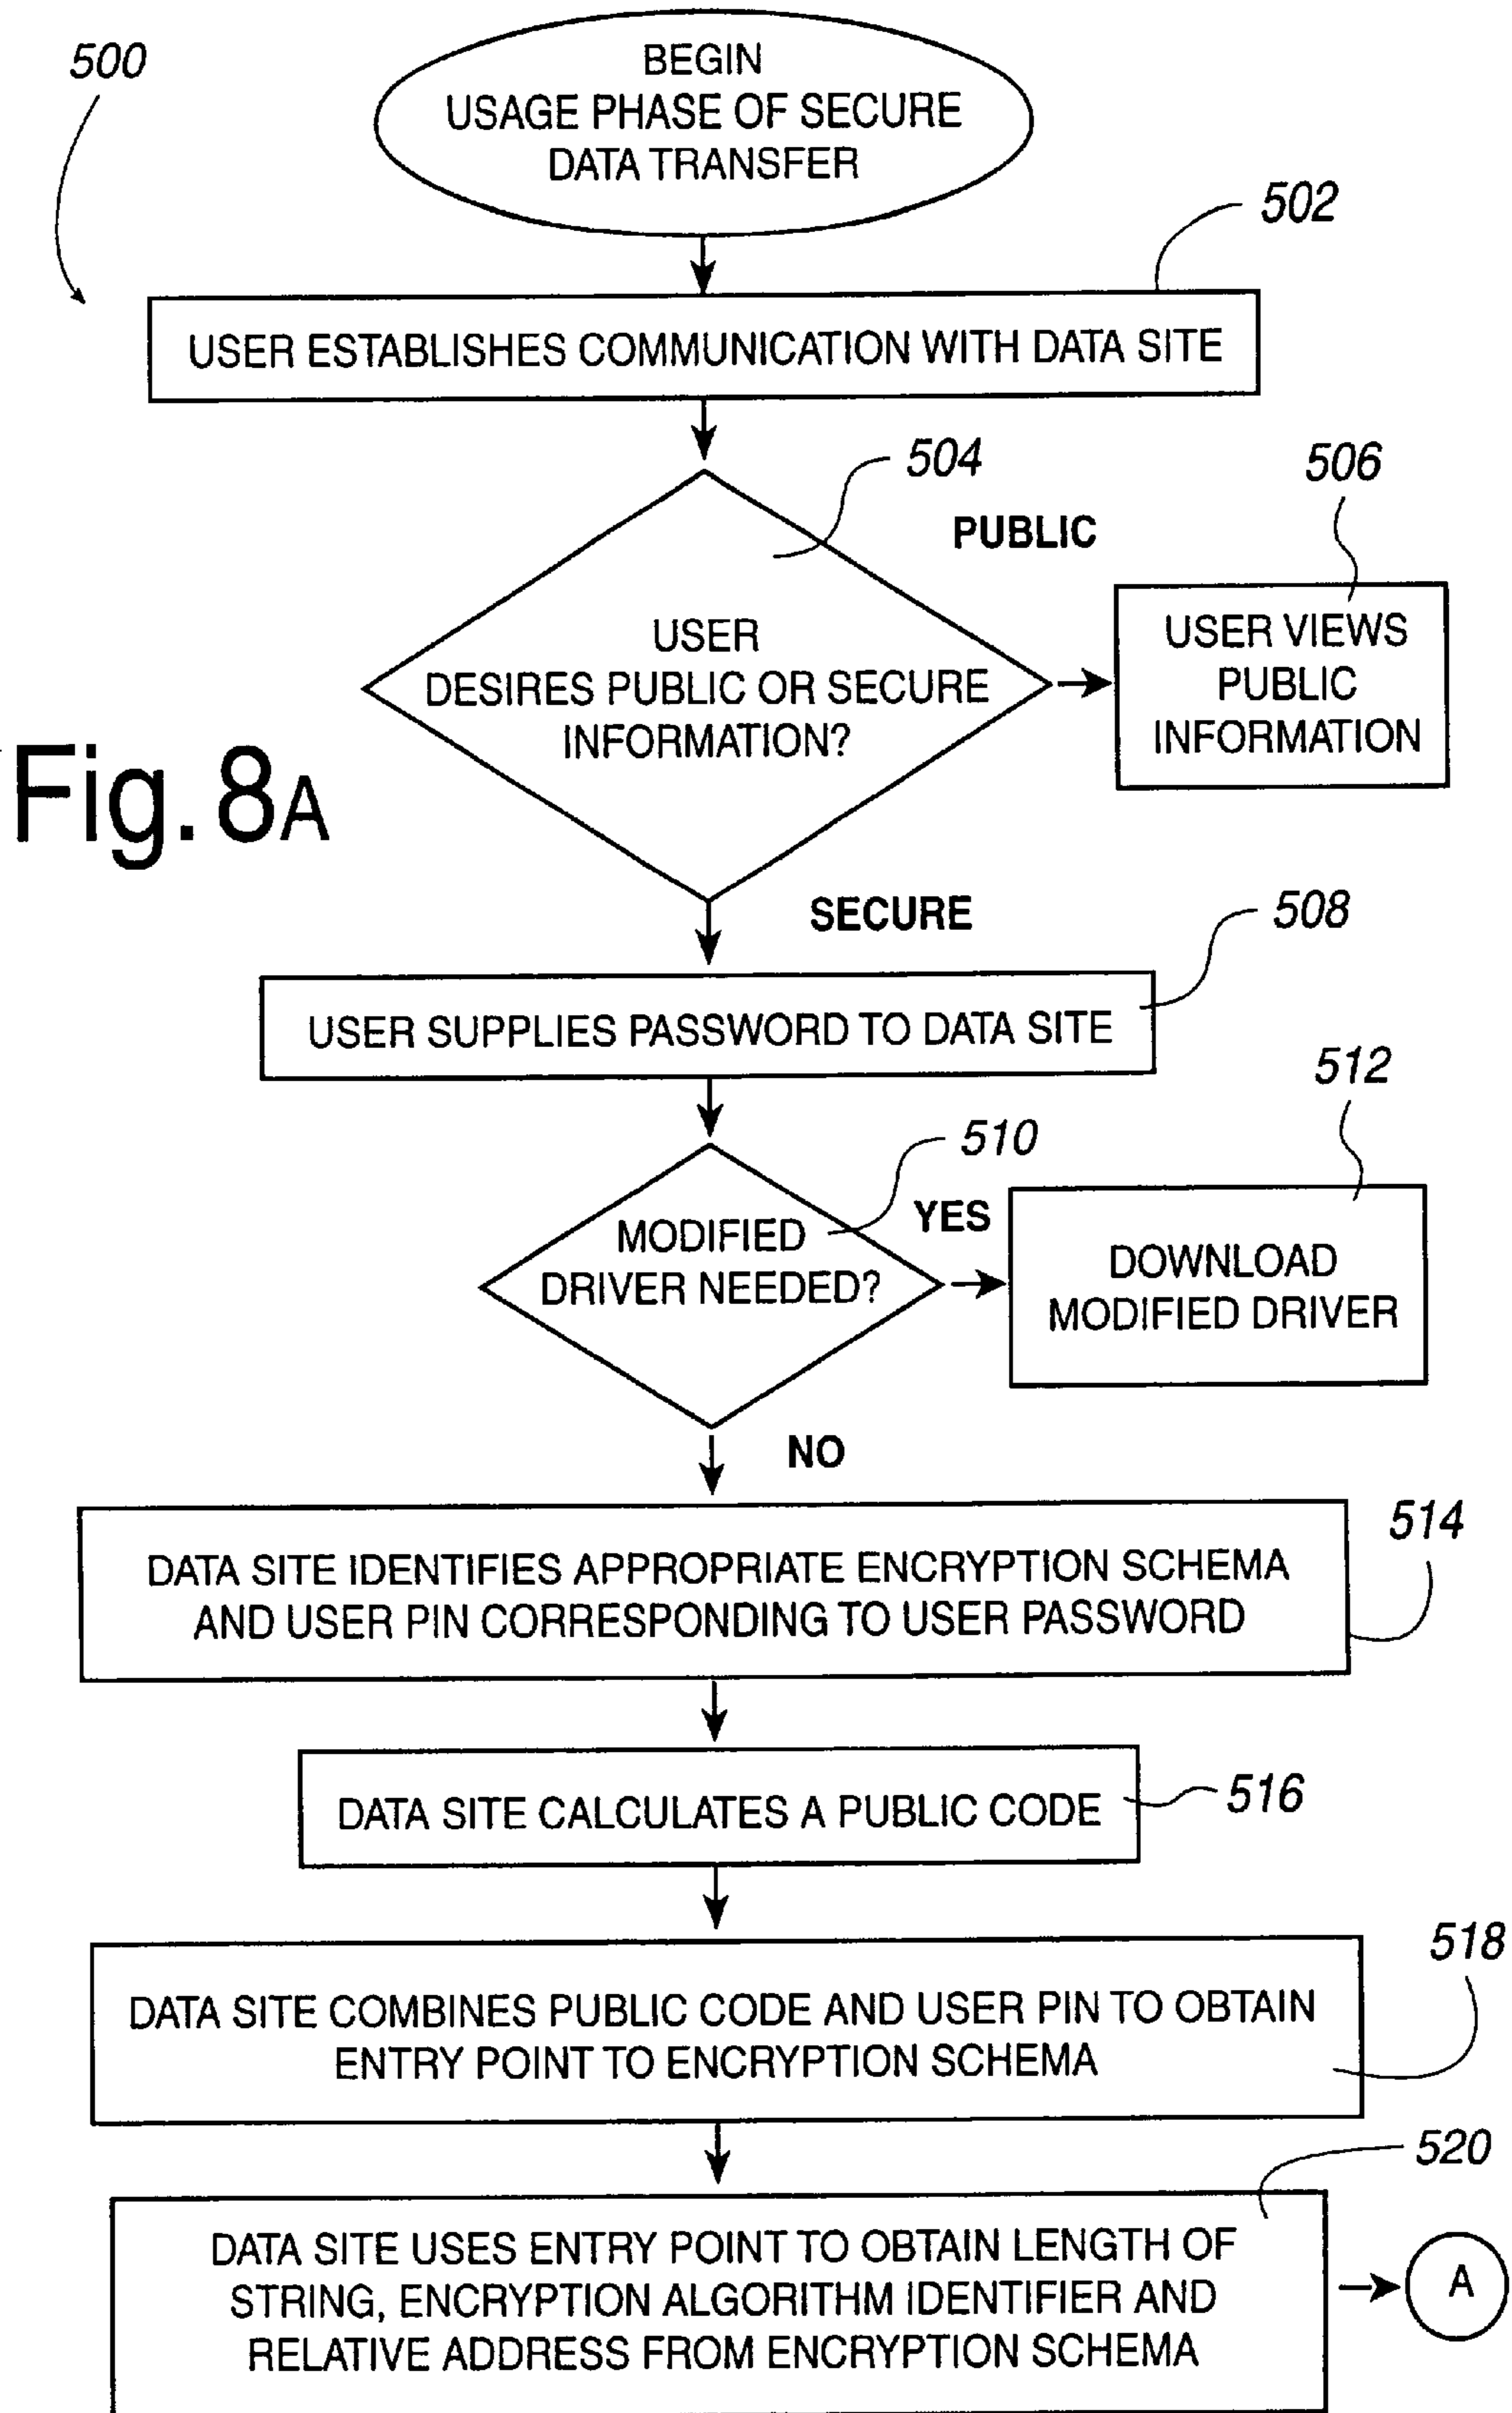 500
BEGIN
USAGE PHASE OF SECURE
DATA TRANSFER
502
USER ESTABLISHES COMMUNICATION WITH DATA SITE
504
PUBLIC
506
USER
DESIRES PUBLIC OR SECURE
INFORMATION?
USER VIEWS
PUBLIC
INFORMATION
Fig. 8A
SECURE
508
USER SUPPLIES PASSWORD TO DATA SITE
510
512
MODIFIED
DRIVER NEEDED?
YES
DOWNLOAD
MODIFIED DRIVER
NO
514
DATA SITE IDENTIFIES APPROPRIATE ENCRYPTION SCHEMA
AND USER PIN CORRESPONDING TO USER PASSWORD
516
DATA SITE CALCULATES A PUBLIC CODE
518
DATA SITE COMBINES PUBLIC CODE AND USER PIN TO OBTAIN
ENTRY POINT TO ENCRYPTION SCHEMA
520
DATA SITE USES ENTRY POINT TO OBTAIN LENGTH OF
STRING, ENCRYPTION ALGORITHM IDENTIFIER AND
RELATIVE ADDRESS FROM ENCRYPTION SCHEMA
A